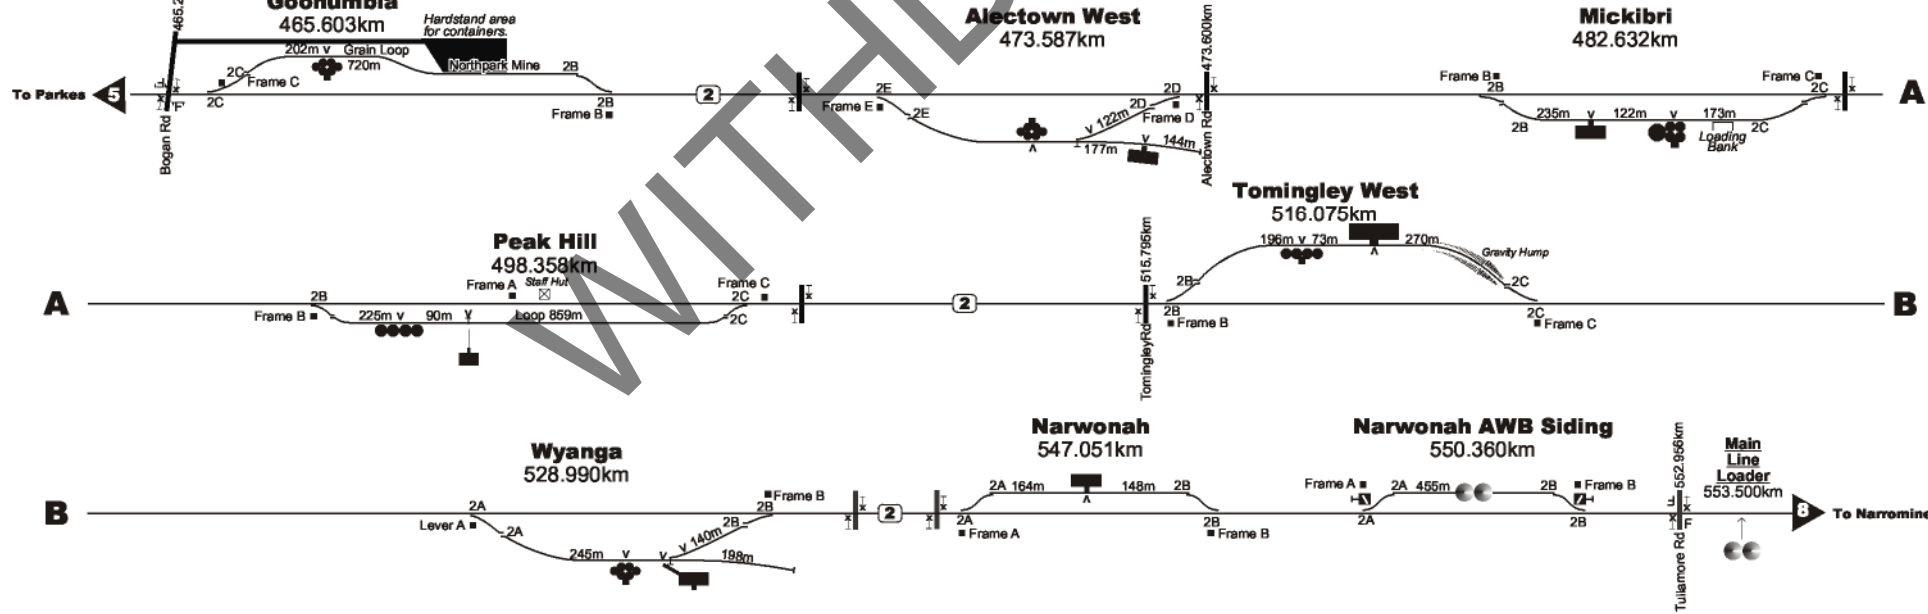 Goonumbia
465.603km
Hardstand area
for containers.
202m v Grain Loop
720m
Northpark Mine
2B
2C
Frame C
2C
2B
Frame B
To Parkes
5
Bogan Rd
F
2
Alectown West
473.587km
473.600km
2E
Frame E
2E
2D
2D
Frame D
v 122m
v
177m
144m
Alectown Rd
Mickibri
482.632km
Frame B
2B
Frame C
2C
A
235m v 122m v 173m
2B
2C
Loading
Bank
Peak Hill
498.358km
Frame A
Staff Hut
Frame C
A
2B
2C
Frame B
225m v 90m v Loop 859m
2C
2
Tomingley West
516.075km
515.795km
196m v 73m
270m
Gravity Hump
2B
2C
2B
2C
Frame B
Frame C
Tomingley Rd
B
Wyanga
528.990km
B
2A
Lever A
2A
Frame B
2B
2B
v 140m
245m v
v
198m
2
Narwonah
547.051km
2A 164m
148m 2B
2A
2B
Frame A
Frame B
Narwonah AWB Siding
550.360km
Frame A
2A 455m
2B
Frame B
2A
2B
552.956km
F
Tullamore Rd
Main
Line
Loader
553.500km
8
To Narromine